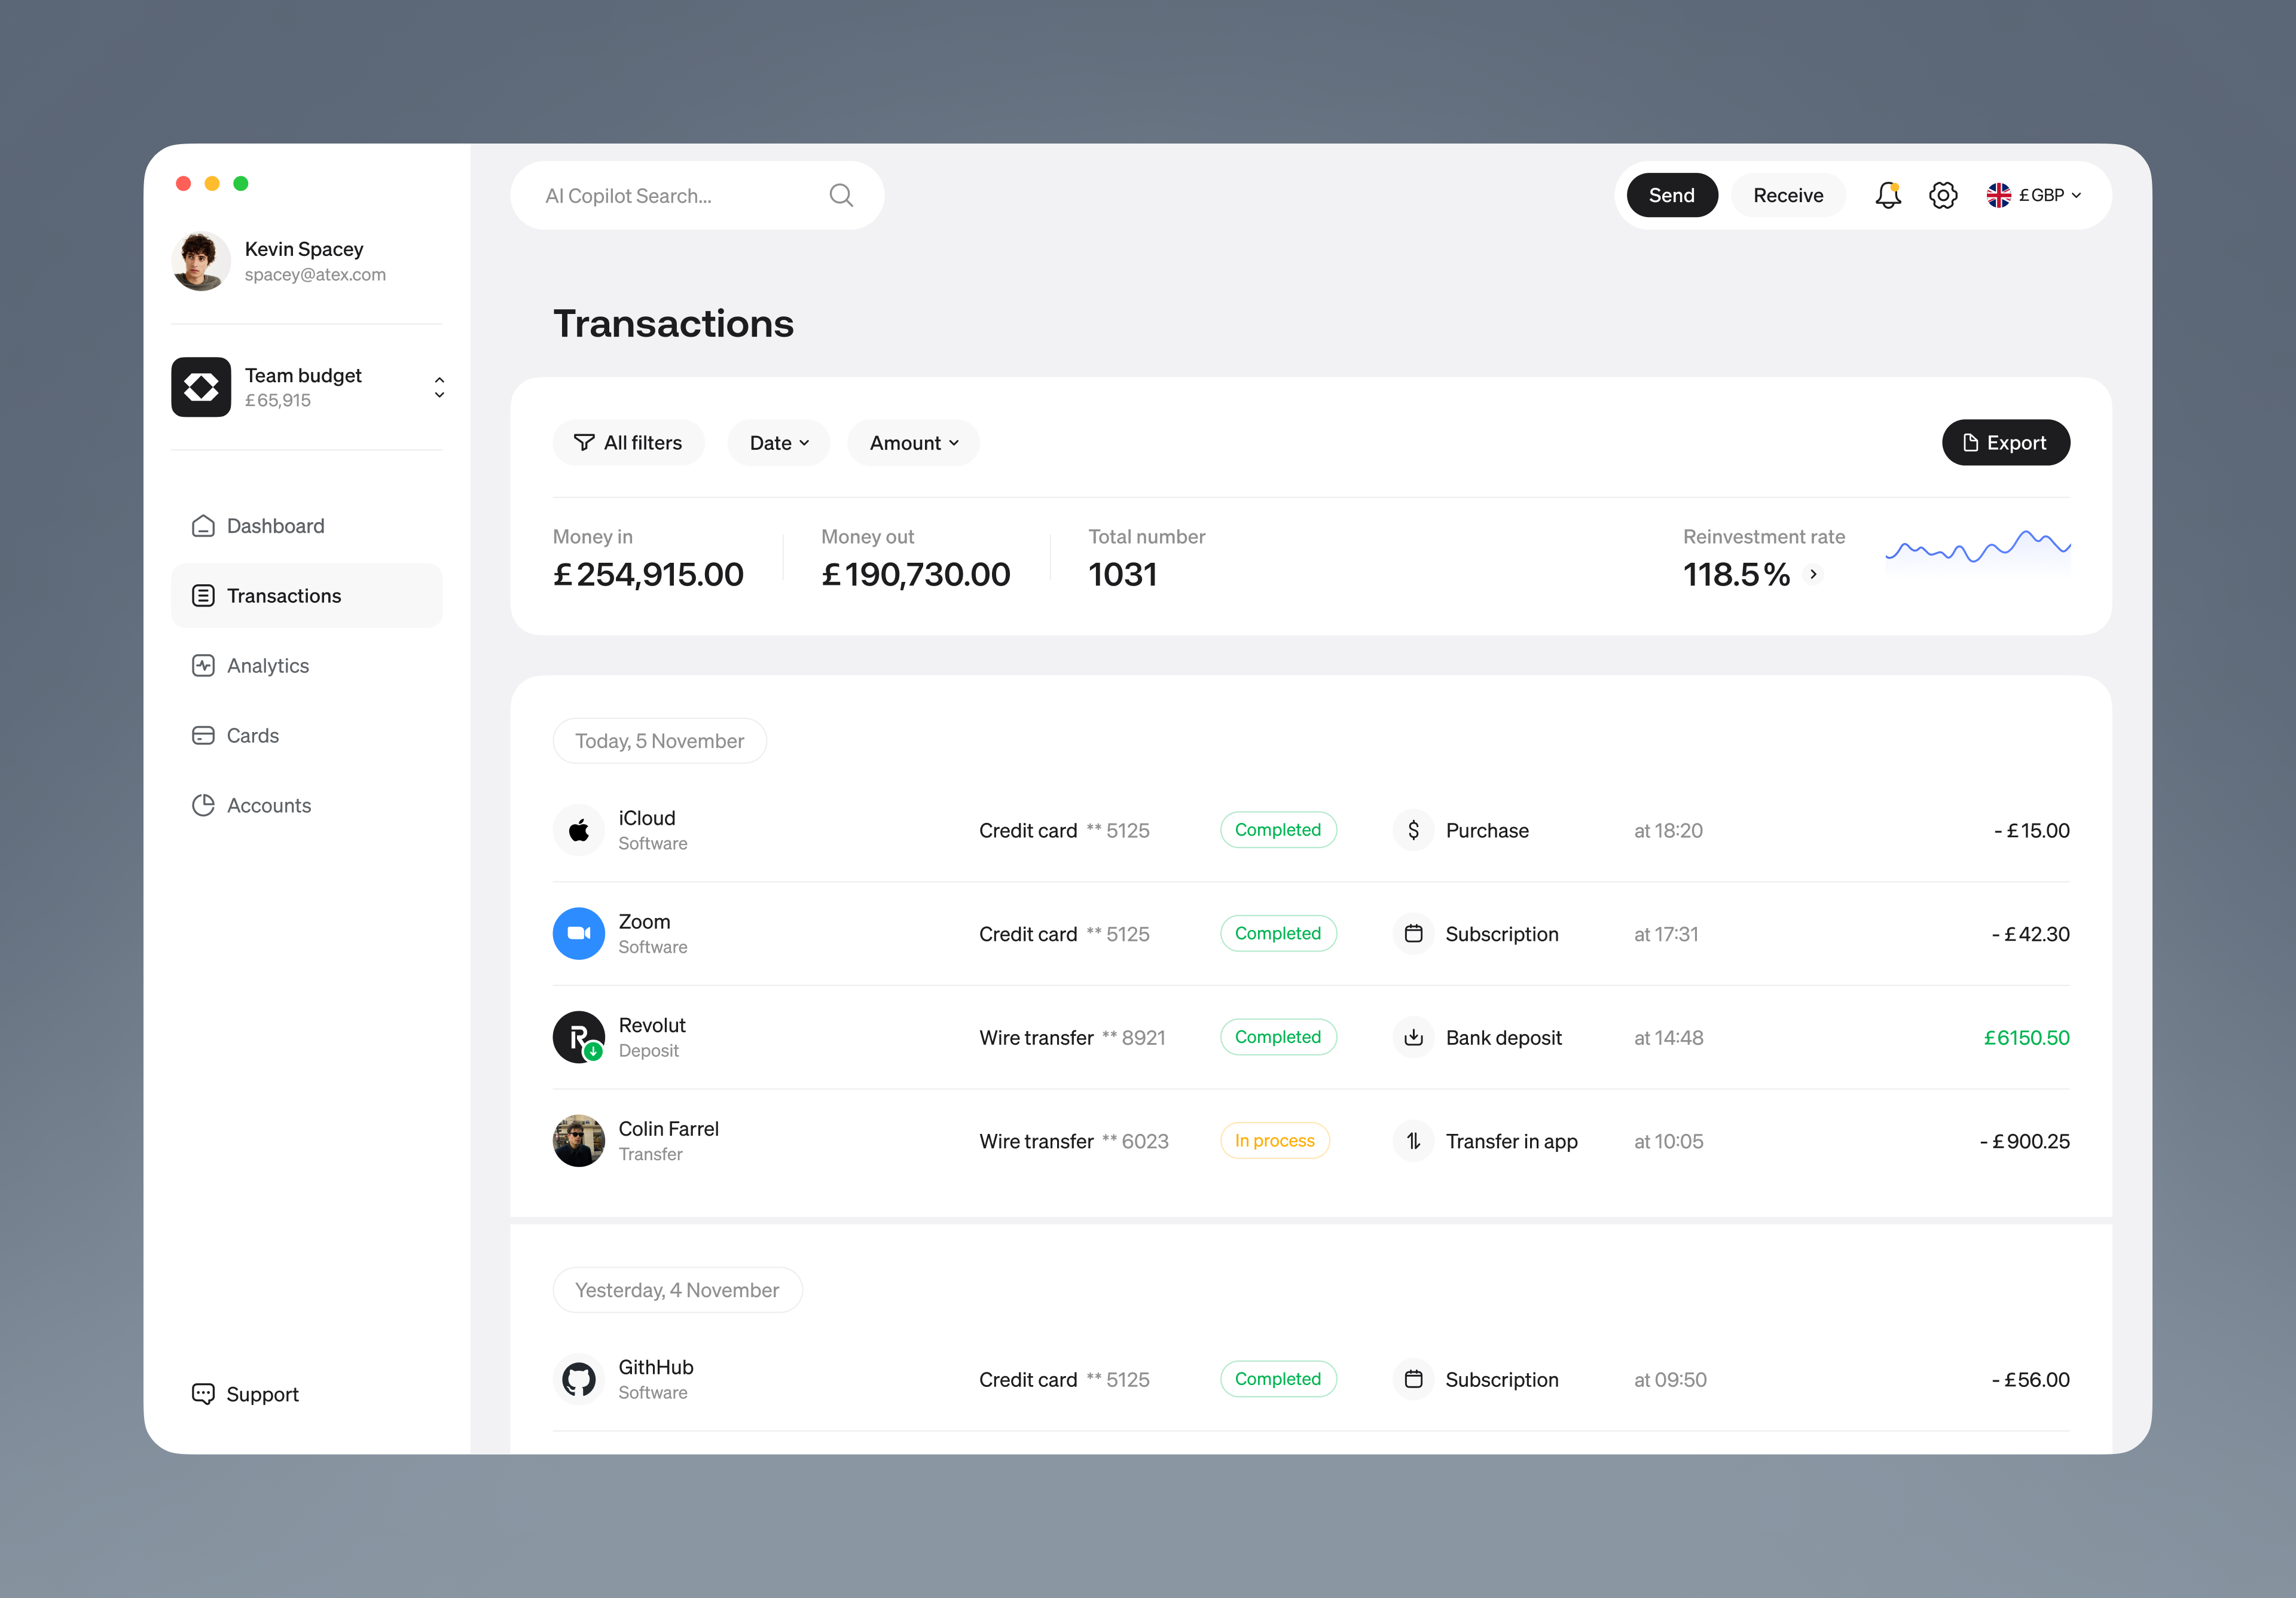 Kevin Spacey
spacey@atex.com
Team budget
£65,915
Dashboard
Transactions
Analytics
Cards
Accounts
Support
AI Copilot Search...
Send
Receive
£ GBP
Transactions
All filters
Date
Amount
Export
Money in
£254,915.00
Money out
£190,730.00
Total number
1031
Reinvestment rate
118.5%
Today, 5 November
iCloud
Software
Credit card ** 5125
Completed
$
Purchase
at 18:20
- £15.00
Zoom
Software
Credit card ** 5125
Completed
Subscription
at 17:31
- £42.30
R
Revolut
Deposit
Wire transfer ** 8921
Completed
Bank deposit
at 14:48
£6150.50
Colin Farrel
Transfer
Wire transfer ** 6023
In process
Transfer in app
at 10:05
- £900.25
Yesterday, 4 November
GithHub
Software
Credit card ** 5125
Completed
Subscription
at 09:50
- £56.00